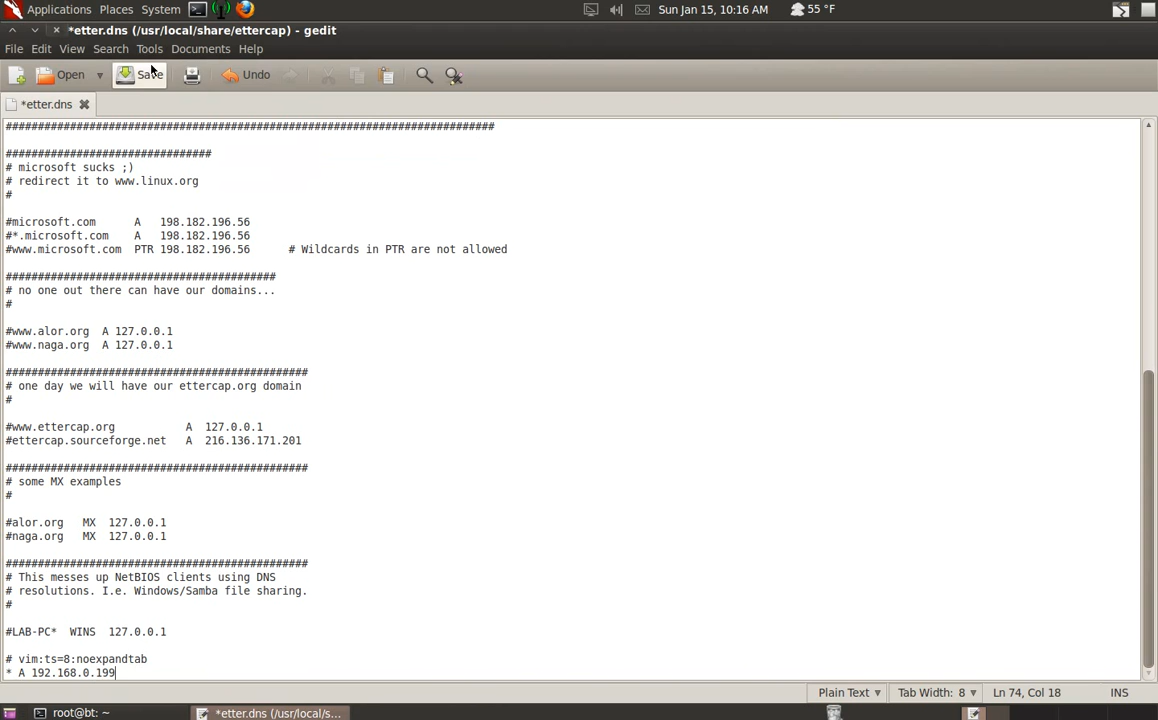 Applications Places System Sun Jan 15, 10:16 AM 55 °F
*etter.dns (/usr/local/share/ettercap) - gedit
File Edit View Search Tools Documents Help
Open Save Undo
*etter.dns
############################################################################
################################
# microsoft sucks ;)
# redirect it to www.linux.org
#
#microsoft.com A 198.182.196.56
#*.microsoft.com A 198.182.196.56
#www.microsoft.com PTR 198.182.196.56 # Wildcards in PTR are not allowed
##########################################
# no one out there can have our domains...
#
#www.alor.org A 127.0.0.1
#www.naga.org A 127.0.0.1
###############################################
# one day we will have our ettercap.org domain
#
#www.ettercap.org A 127.0.0.1
#ettercap.sourceforge.net A 216.136.171.201
###############################################
# some MX examples
#
#alor.org MX 127.0.0.1
#naga.org MX 127.0.0.1
###############################################
# This messes up NetBIOS clients using DNS
# resolutions. I.e. Windows/Samba file sharing.
#
#LAB-PC* WINS 127.0.0.1
# vim:ts=8:noexpandtab
* A 192.168.0.199
Plain Text Tab Width: 8 Ln 74, Col 18 INS
root@bt: ~ *etter.dns (/usr/local/s...